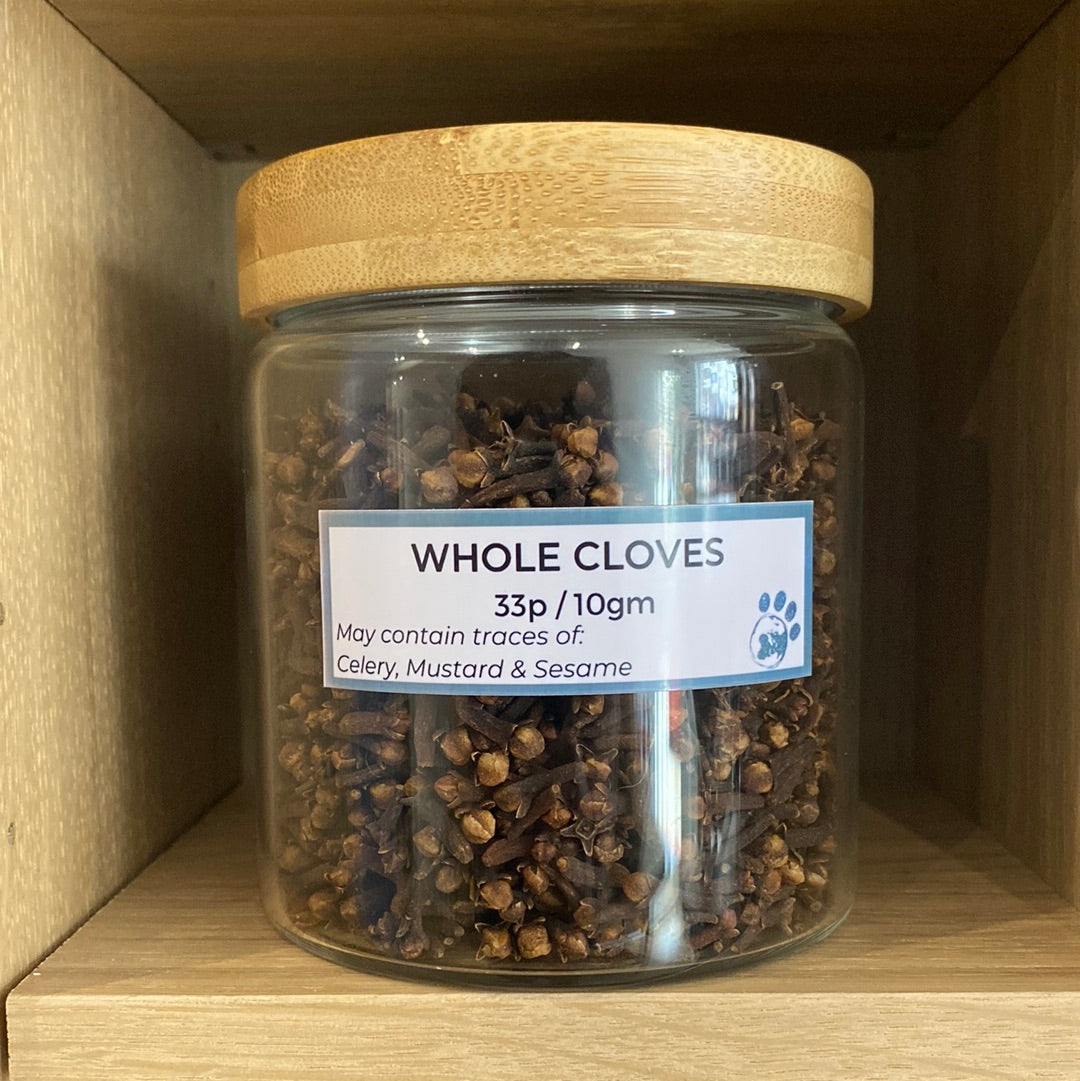 WHOLE CLOVES
33p / 10gm
May contain traces of:
Celery, Mustard & Sesame